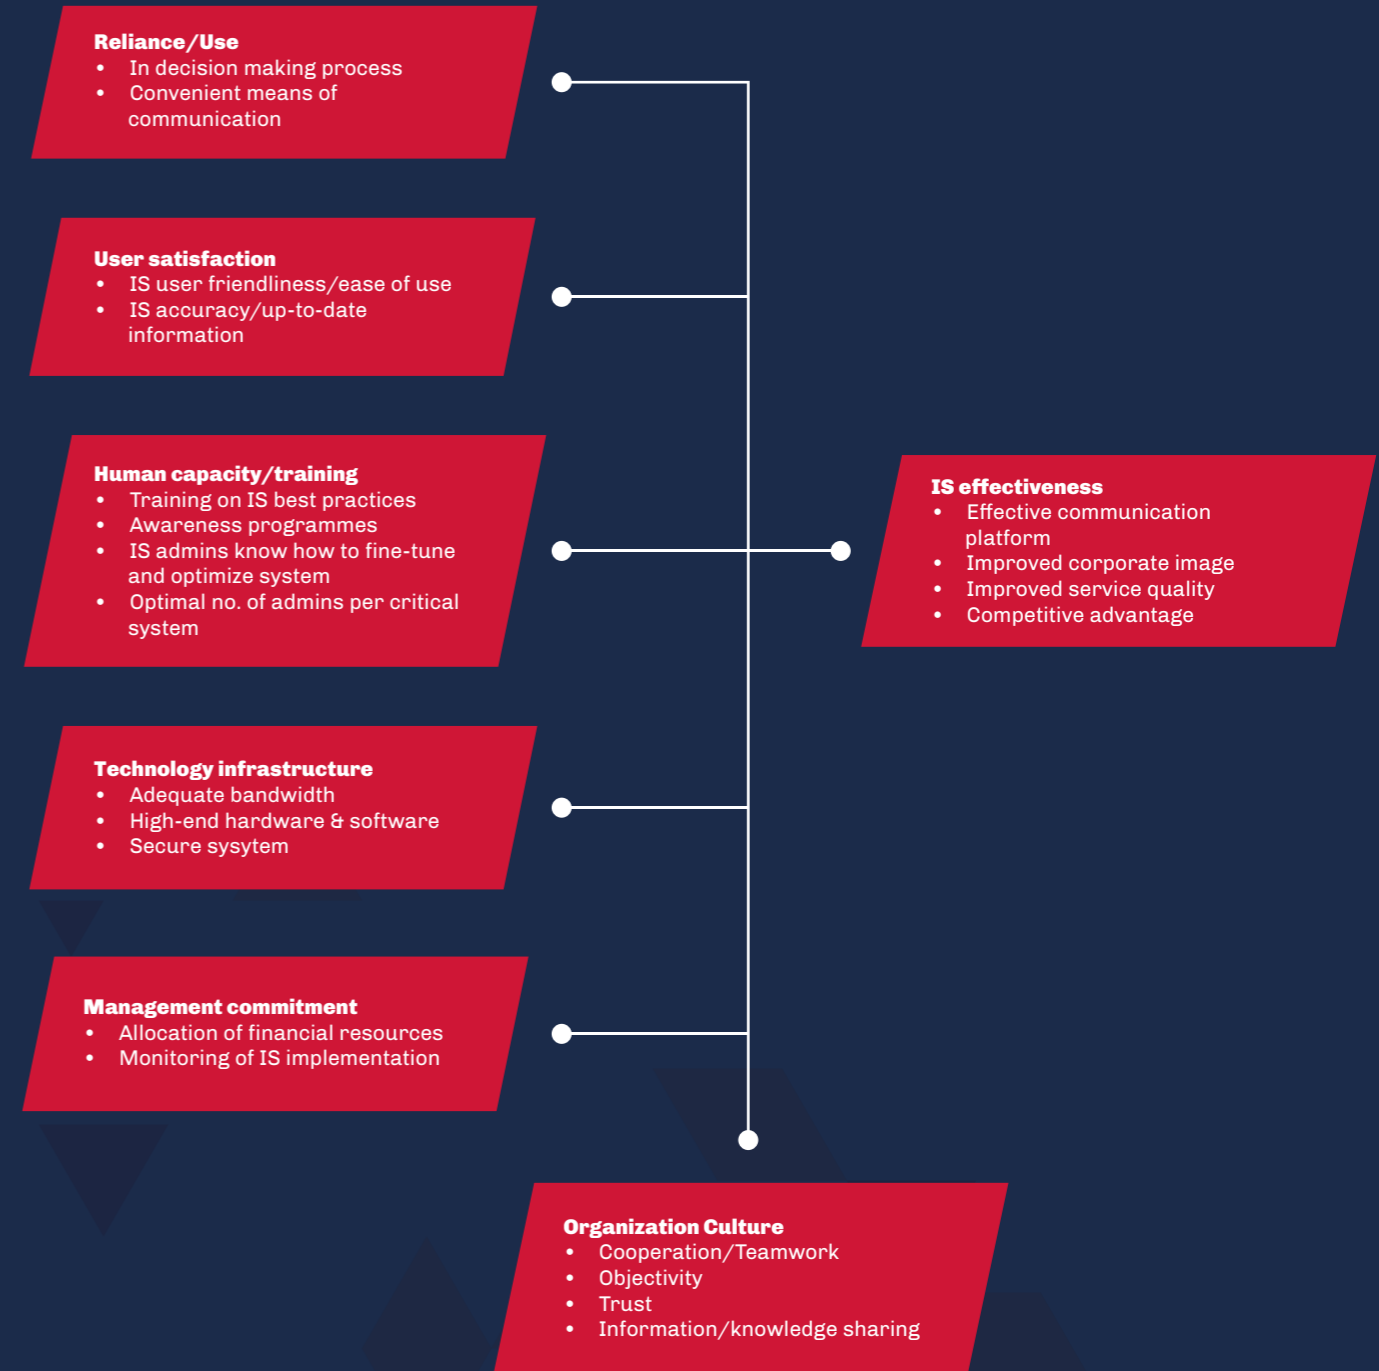 Reliance/Use
• In decision making process
• Convenient means of
communication
User satisfaction
• IS user friendliness/ease of use
• IS accuracy/up-to-date
information
Human capacity/training
• Training on IS best practices
• Awareness programmes
• IS admins know how to fine-tune
and optimize system
• Optimal no. of admins per critical
system
IS effectiveness
• Effective communication
platform
• Improved corporate image
• Improved service quality
• Competitive advantage
Technology infrastructure
• Adequate bandwidth
• High-end hardware & software
• Secure sysytem
Management commitment
• Allocation of financial resources
• Monitoring of IS implementation
Organization Culture
• Cooperation/Teamwork
• Objectivity
• Trust
• Information/knowledge sharing